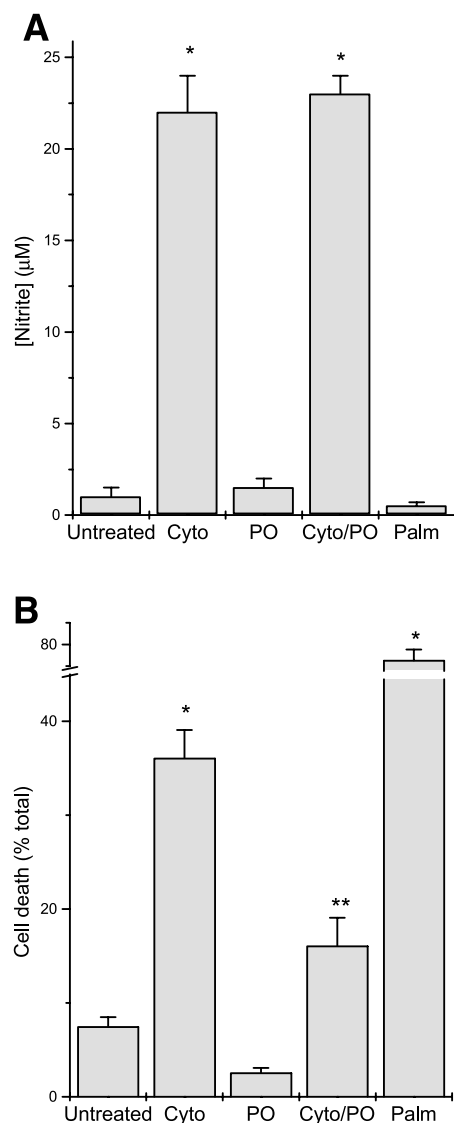 A
25
20
15
10
5
0
[Nitrite] (μM)
* *
Untreated Cyto PO Cyto/PO Palm
B
80
40
20
0
Cell death (% total)
* ** *
Untreated Cyto PO Cyto/PO Palm